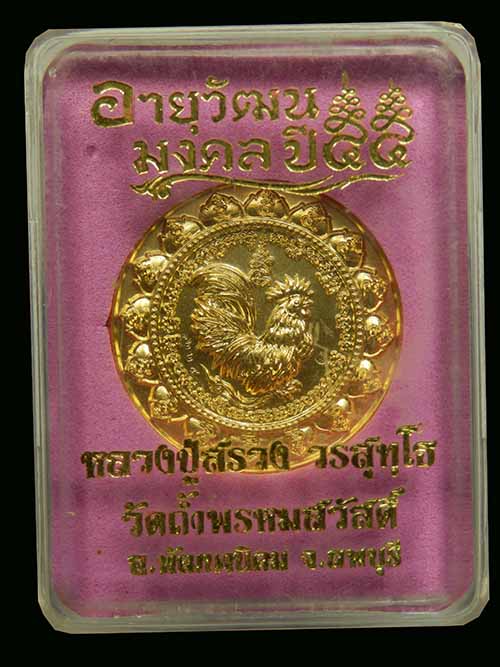 อายุวัฒน
มงคล ปี๕๕
หลวงปู่สรวง วรสุทฺโธ
วัดถ้ำพรหมสวัสดิ์
อ.พัฒนานิคม จ.ลพบุรี